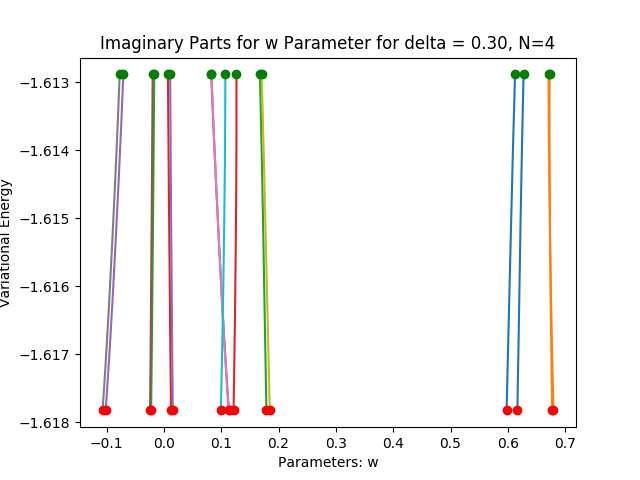 Imaginary Parts for w Parameter for delta = 0.30, N=4
Variational Energy
−1.613
−1.614
−1.615
−1.616
−1.617
−1.618
−0.1 0.0 0.1 0.2 0.3 0.4 0.5 0.6 0.7
Parameters: w